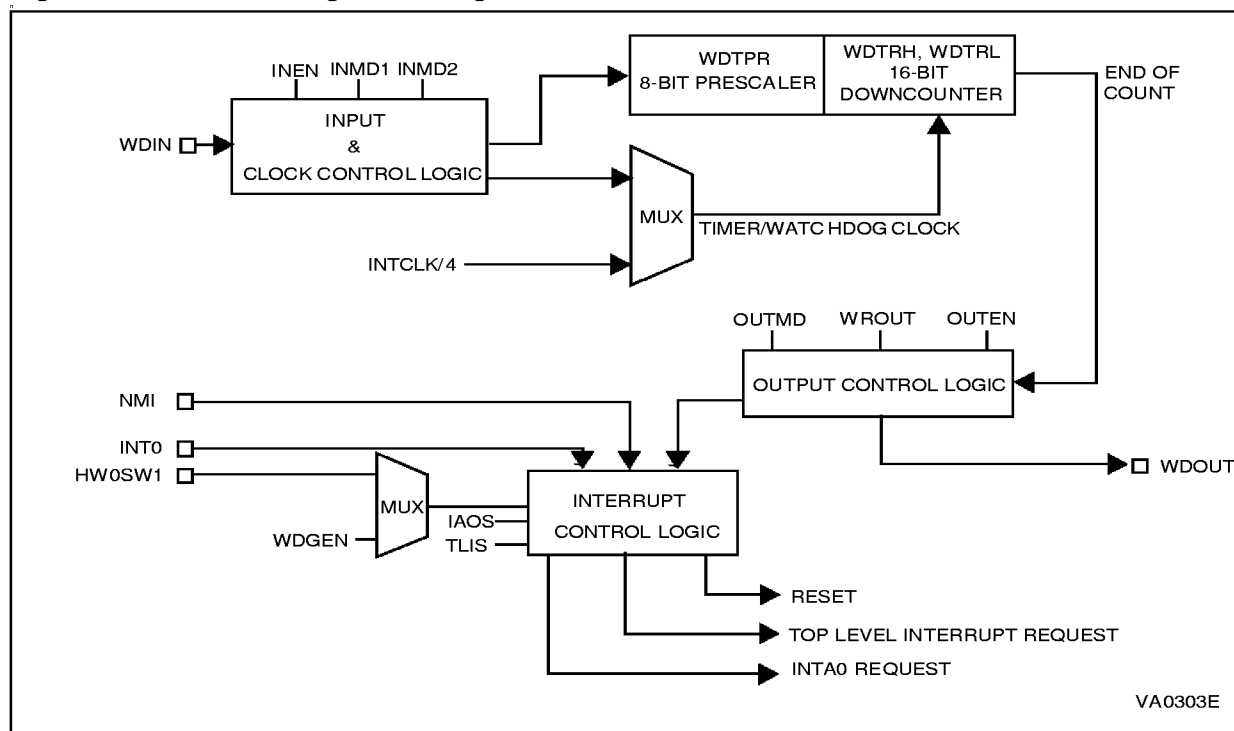 INEN INMD1 INMD2
WDIN
INPUT
&
CLOCK CONTROL LOGIC
WDTPR
8-BIT PRESCALER
WDTRH, WDTRL
16-BIT
DOWNCOUNTER
END OF
COUNT
MUX
TIMER/WATCHDOG CLOCK
INTCLK/4
OUTMD WROUT OUTEN
OUTPUT CONTROL LOGIC
NMI
INT0
HW0SW1
MUX
WDGEN
IAOS
TLIS
INTERRUPT
CONTROL LOGIC
WDOUT
RESET
TOP LEVEL INTERRUPT REQUEST
INTA0 REQUEST
VA0303E